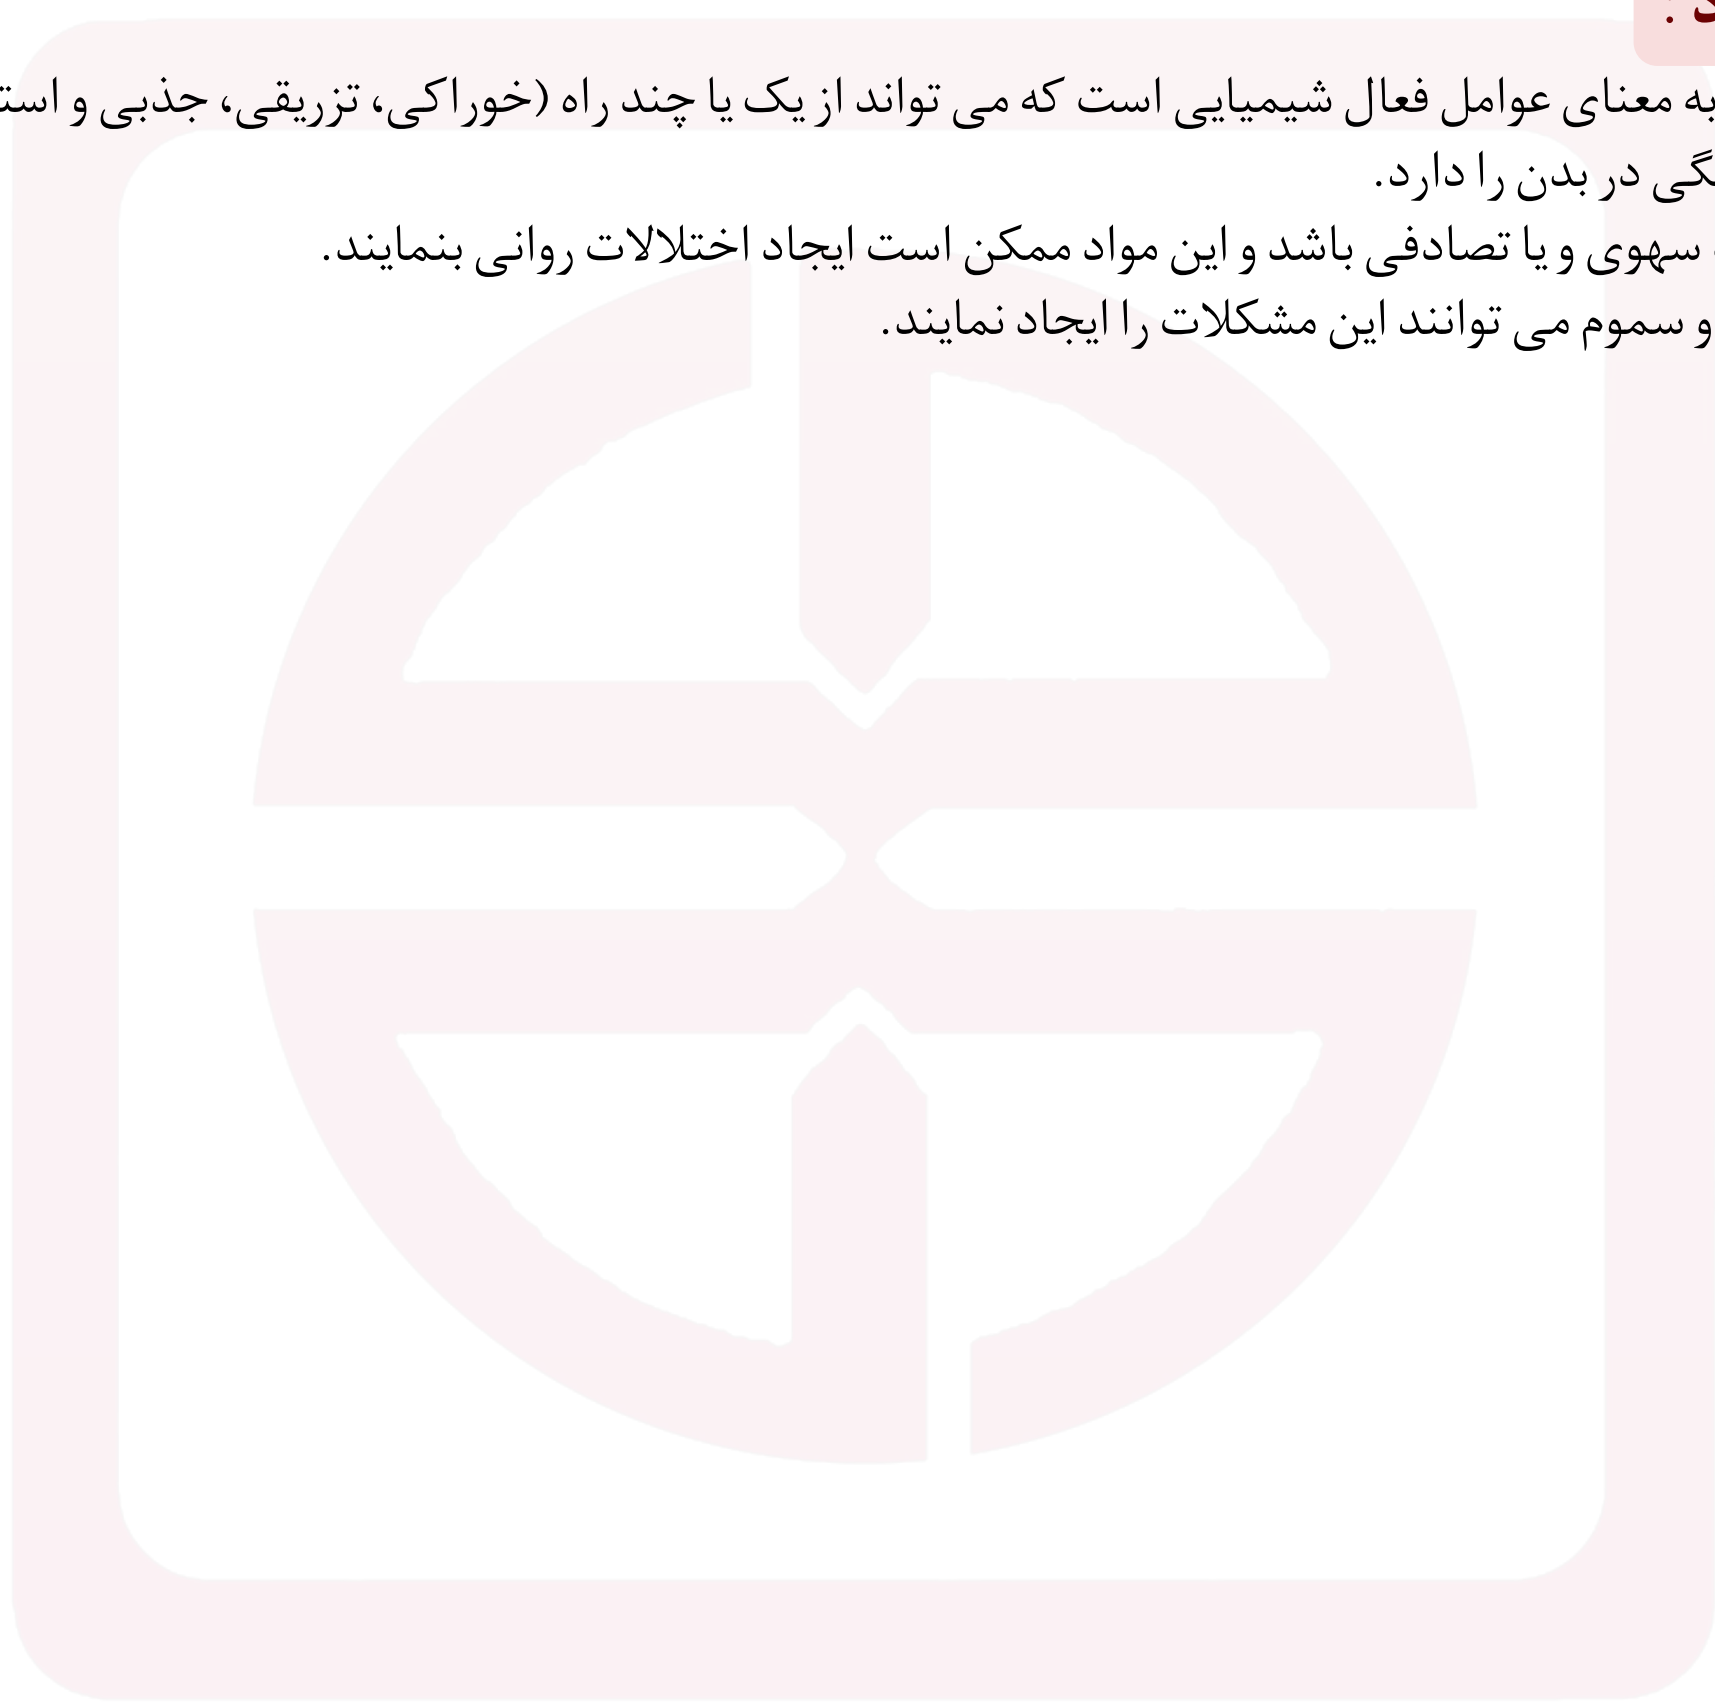 به معنای عوامل فعال شیمیایی است که می تواند از یک یا چند راه (خوراکی، تزریقی، جذبی و
در بدن را دارد.
سهوی و یا تصادفی باشد و این مواد ممکن است ایجاد اختلالات روانی بنمایند.
و سموم می توانند این مشکلات را ایجاد نمایند.